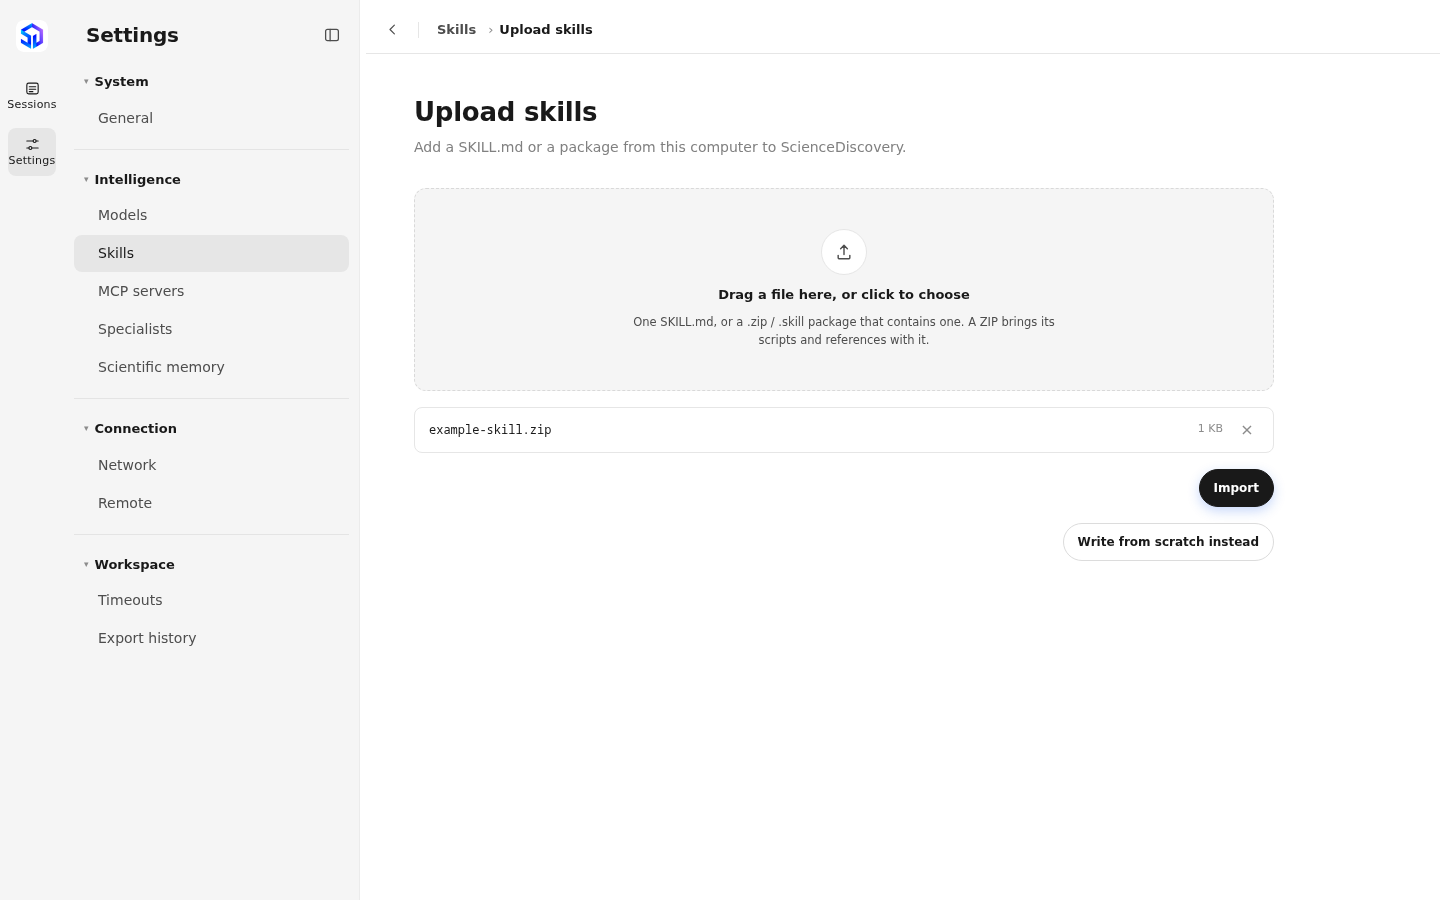 Settings
Sessions
Settings
System
General
Intelligence
Models
Skills
MCP servers
Specialists
Scientific memory
Connection
Network
Remote
Workspace
Timeouts
Export history
Skills › Upload skills
Upload skills
Add a SKILL.md or a package from this computer to ScienceDiscovery.
Drag a file here, or click to choose
One SKILL.md, or a .zip / .skill package that contains one. A ZIP brings its
scripts and references with it.
example-skill.zip 1 KB
Import
Write from scratch instead